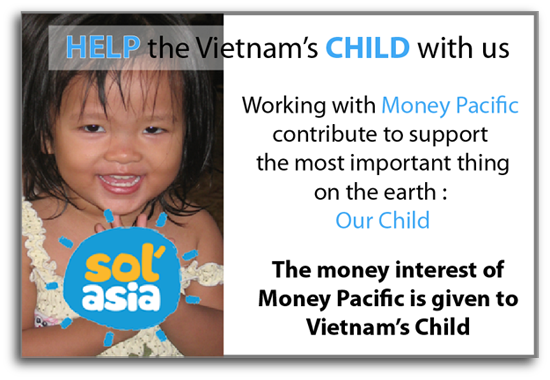 HELP the Vietnam's CHILD with us
Working with Money Pacific
contribute to support
the most important thing
on the earth :
Our Child
The money interest of
Money Pacific is given to
Vietnam's Child
sol'
asia